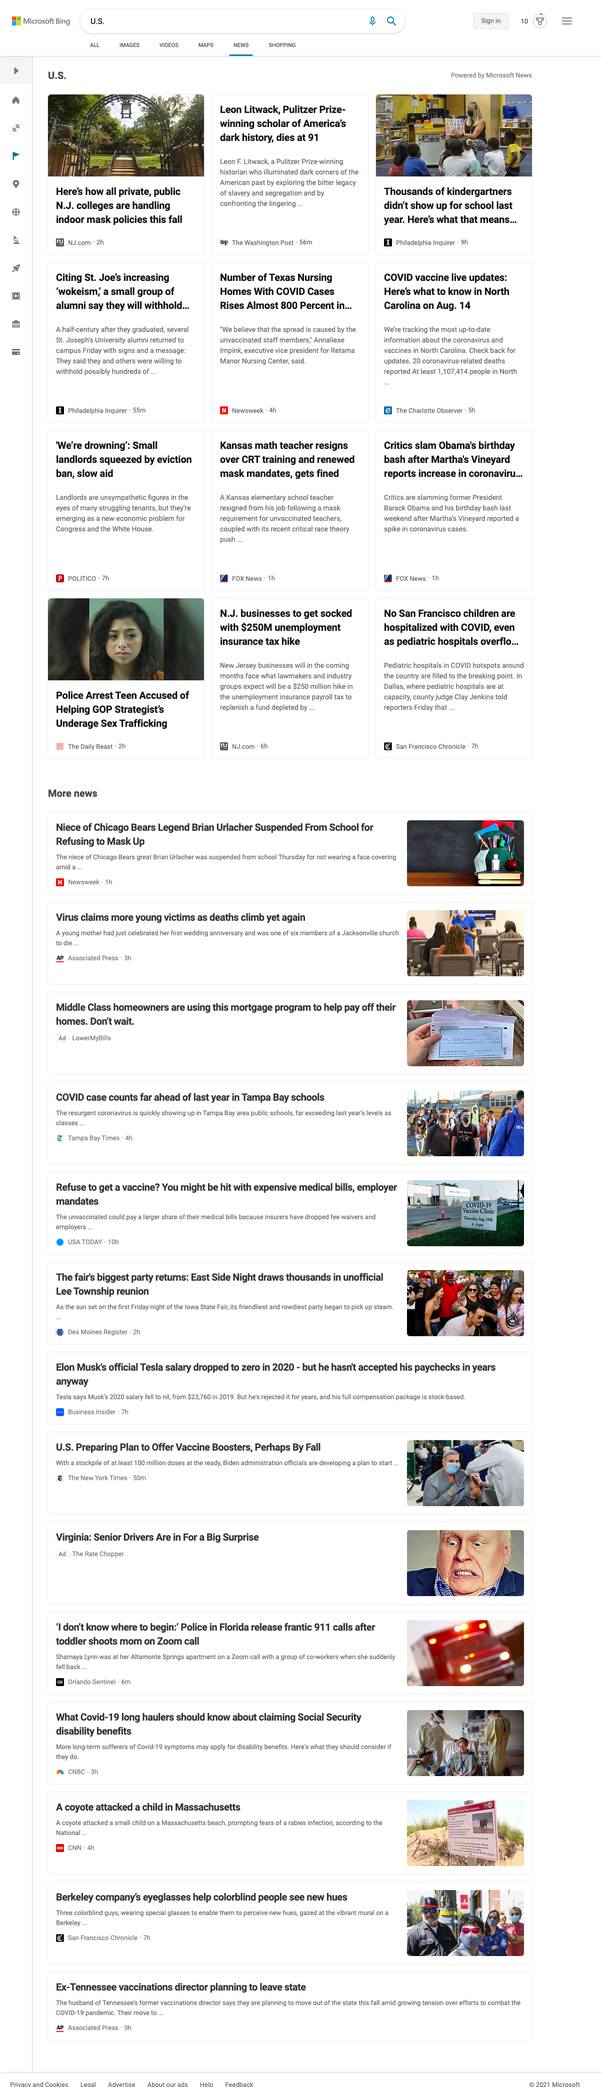 Microsoft Bing
U.S.
Sign in
10
ALL
IMAGES
VIDEOS
MAPS
NEWS
SHOPPING
U.S.
Powered by Microsoft News
Here's how all private, public
N.J. colleges are handling
indoor mask policies this fall
NJ.com · 2h
Leon Litwack, Pulitzer Prize-
winning scholar of America's
dark history, dies at 91
Leon F. Litwack, a Pulitzer Prize-winning
historian who illuminated dark corners of the
American past by exploring the bitter legacy
of slavery and segregation and by
confronting the lingering ...
The Washington Post · 56m
Thousands of kindergartners
didn't show up for school last
year. Here's what that means...
Philadelphia Inquirer · 9h
Citing St. Joe's increasing
'wokeism,' a small group of
alumni say they will withhold...
A half-century after they graduated, several
St. Joseph's University alumni returned to
campus Friday with signs and a message:
They said they and others were willing to
withhold possibly hundreds of ...
Philadelphia Inquirer · 55m
Number of Texas Nursing
Homes With COVID Cases
Rises Almost 800 Percent in...
"We believe that the spread is caused by the
unvaccinated staff members," Annaliese
Impink, executive vice president for Retama
Manor Nursing Center, said.
Newsweek · 4h
COVID vaccine live updates:
Here's what to know in North
Carolina on Aug. 14
We're tracking the most up-to-date
information about the coronavirus and
vaccines in North Carolina. Check back for
updates. 20 coronavirus-related deaths
reported At least 1,107,414 people in North
...
The Charlotte Observer · 5h
'We're drowning': Small
landlords squeezed by eviction
ban, slow aid
Landlords are unsympathetic figures in the
eyes of many struggling tenants, but they're
emerging as a new economic problem for
Congress and the White House.
POLITICO · 7h
Kansas math teacher resigns
over CRT training and renewed
mask mandates, gets fined
A Kansas elementary school teacher
resigned from his job following a mask
requirement for unvaccinated teachers,
coupled with its recent critical race theory
push ...
FOX News · 1h
Critics slam Obama's birthday
bash after Martha's Vineyard
reports increase in coronaviru...
Critics are slamming former President
Barack Obama and his birthday bash last
weekend after Martha's Vineyard reported a
spike in coronavirus cases.
FOX News · 1h
Police Arrest Teen Accused of
Helping GOP Strategist's
Underage Sex Trafficking
The Daily Beast · 2h
N.J. businesses to get socked
with $250M unemployment
insurance tax hike
New Jersey businesses will in the coming
months face what lawmakers and industry
groups expect will be a $250 million hike in
the unemployment insurance payroll tax to
replenish a fund depleted by ...
NJ.com · 6h
No San Francisco children are
hospitalized with COVID, even
as pediatric hospitals overflo...
Pediatric hospitals in COVID hotspots around
the country are filled to the breaking point. In
Dallas, where pediatric hospitals are at
capacity, county judge Clay Jenkins told
reporters Friday that ...
San Francisco Chronicle · 7h
More news
Niece of Chicago Bears Legend Brian Urlacher Suspended From School for
Refusing to Mask Up
The niece of Chicago Bears great Brian Urlacher was suspended from school Thursday for not wearing a face covering
amid a ...
Newsweek · 1h
Virus claims more young victims as deaths climb yet again
A young mother had just celebrated her first wedding anniversary and was one of six members of a Jacksonville church
to die ...
AP Associated Press · 3h
Middle Class homeowners are using this mortgage program to help pay off their
homes. Don't wait.
Ad LowerMyBills
COVID case counts far ahead of last year in Tampa Bay schools
The resurgent coronavirus is quickly showing up in Tampa Bay area public schools, far exceeding last year's levels as
classes ...
Tampa Bay Times · 4h
Refuse to get a vaccine? You might be hit with expensive medical bills, employer
mandates
The unvaccinated could pay a larger share of their medical bills because insurers have dropped fee waivers and
employers ...
USA TODAY · 10h
COVID-19
Vaccine Clinic
The fair's biggest party returns: East Side Night draws thousands in unofficial
Lee Township reunion
As the sun set on the first Friday night of the Iowa State Fair, its friendliest and rowdiest party began to pick up steam.
...
Des Moines Register · 2h
Elon Musk's official Tesla salary dropped to zero in 2020 - but he hasn't accepted his paychecks in years
anyway
Tesla says Musk's 2020 salary fell to nil, from $23,760 in 2019. But he's rejected it for years, and his full compensation package is stock-based.
Business Insider · 7h
U.S. Preparing Plan to Offer Vaccine Boosters, Perhaps By Fall
With a stockpile of at least 100 million doses at the ready, Biden administration officials are developing a plan to start ...
The New York Times · 50m
Virginia: Senior Drivers Are in For a Big Surprise
Ad The Rate Chopper
'I don't know where to begin:' Police in Florida release frantic 911 calls after
toddler shoots mom on Zoom call
Shamaya Lynn was at her Altamonte Springs apartment on a Zoom call with a group of co-workers when she suddenly
fell back ...
Orlando Sentinel · 6m
What Covid-19 long haulers should know about claiming Social Security
disability benefits
More long-term sufferers of Covid-19 symptoms may apply for disability benefits. Here's what they should consider if
they do.
CNBC · 3h
A coyote attacked a child in Massachusetts
A coyote attacked a small child on a Massachusetts beach, prompting fears of a rabies infection, according to the
National ...
CNN · 4h
Berkeley company's eyeglasses help colorblind people see new hues
Three colorblind guys, wearing special glasses to enable them to perceive new hues, gazed at the vibrant mural on a
Berkeley ...
San Francisco Chronicle · 7h
Ex-Tennessee vaccinations director planning to leave state
The husband of Tennessee's former vaccinations director says they are planning to move out of the state this fall amid growing tension over efforts to combat the
COVID-19 pandemic. Their move to ...
AP Associated Press · 3h
Privacy and Cookies
Legal
Advertise
About our ads
Help
Feedback
© 2021 Microsoft